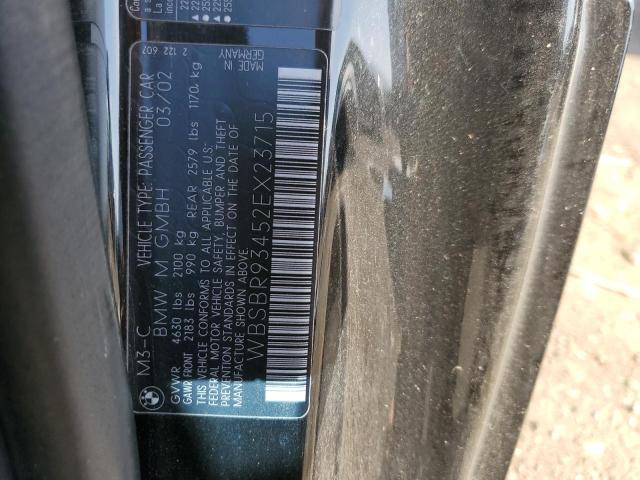 M3-C VEHICLE TYPE: PASSENGER CAR
BMW M GMBH 03/02
GVWR 4630 lbs 2100 kg
GAWR FRONT 2183 lbs 990 kg REAR 2579 lbs 1170 kg
THIS VEHICLE CONFORMS TO ALL APPLICABLE U.S.
FEDERAL MOTOR VEHICLE SAFETY, BUMPER AND THEFT
PREVENTION STANDARDS IN EFFECT ON THE DATE OF
MANUFACTURE SHOWN ABOVE.
WBSBR93452EX23715
2 122 607
MADE IN
GERMANY